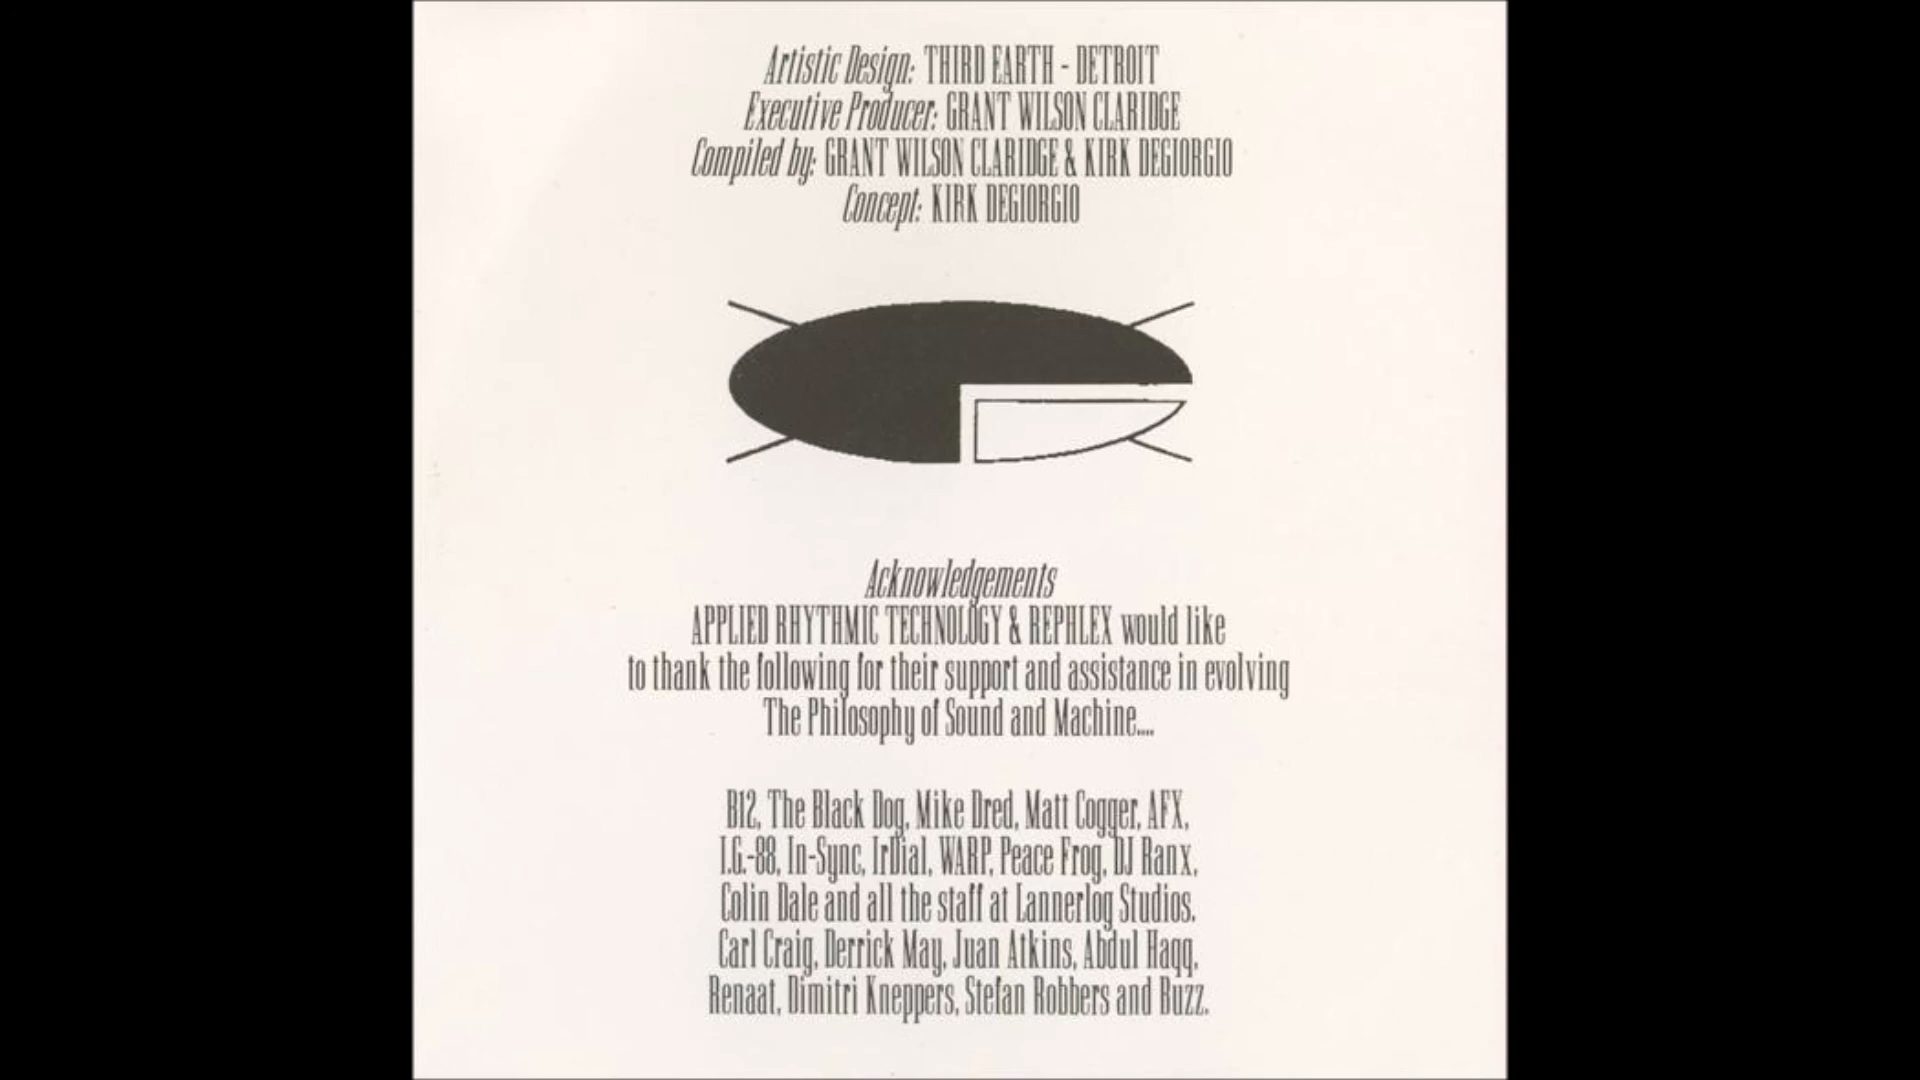 Artistic Design: THIRD EARTH - DETROIT
Executive Producer: GRANT WILSON CLARIDGE
Compiled by: GRANT WILSON CLARIDGE & KIRK DEGIORGIO
Concept: KIRK DEGIORGIO
Acknowledgements
APPLIED RHYTHMIC TECHNOLOGY & REPHLEX would like
to thank the following for their support and assistance in evolving
The Philosophy of Sound and Machine....
B12, The Black Dog, Mike Dred, Matt Cogger, AFX,
I.G.-88, In-Sync, IrDial, WARP, Peace Frog, DJ Ranx,
Colin Dale and all the staff at Lannerlog Studios.
Carl Craig, Derrick May, Juan Atkins, Abdul Haqq,
Renaat, Dimitri Kneppers, Stefan Robbers and Buzz.